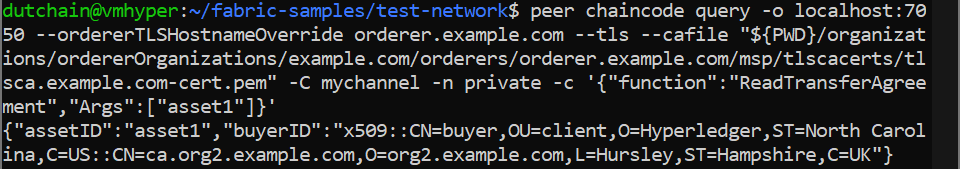 dutchain@vmhyper:~/fabric-samples/test-network$ peer chaincode query -o localhost:70
50 --ordererTLSHostnameOverride orderer.example.com --tls --cafile "${PWD}/organizat
ions/ordererOrganizations/example.com/orderers/orderer.example.com/msp/tlscacerts/tl
sca.example.com-cert.pem" -C mychannel -n private -c '{"function":"ReadTransferAgree
ment","Args":["asset1"]}'
{"assetID":"asset1","buyerID":"x509::CN=buyer,OU=client,O=Hyperledger,ST=North Carol
ina,C=US::CN=ca.org2.example.com,O=org2.example.com,L=Hursley,ST=Hampshire,C=UK"}